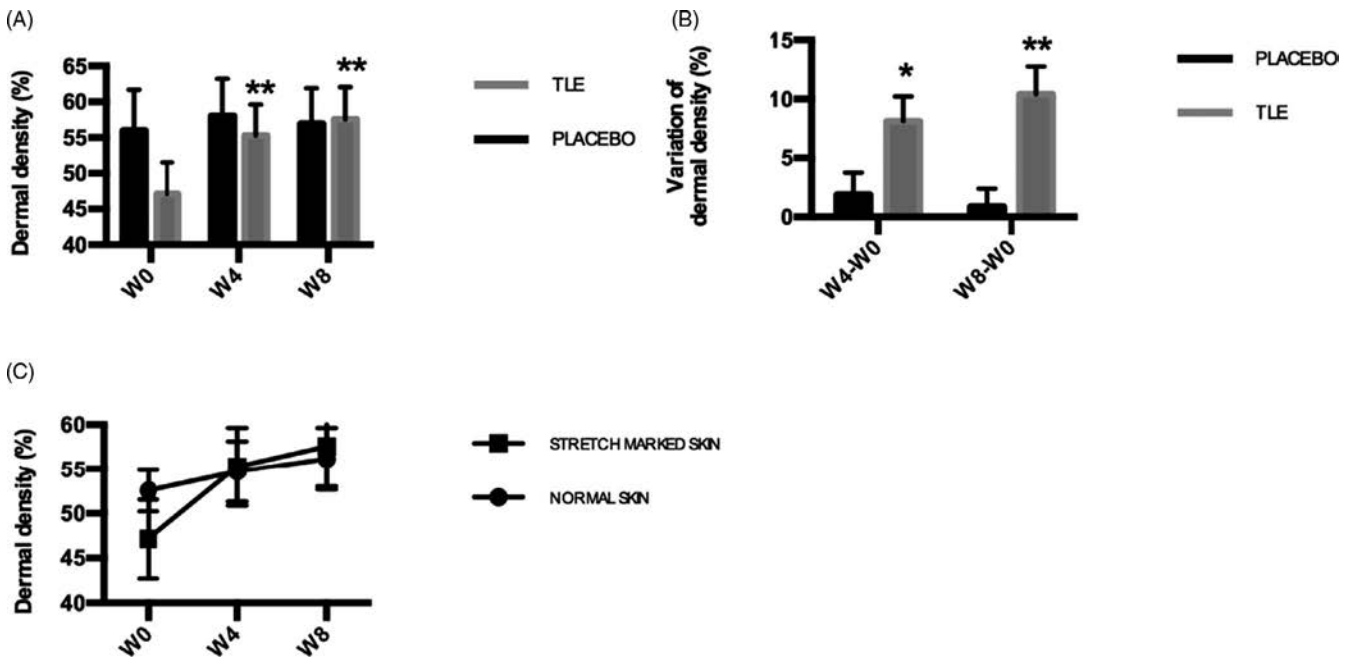 (A)
Dermal density (%)
65
60
55
50
45
40
**
**
W0
W4
W8
TLE
PLACEBO
(B)
Variation of
dermal density (%)
15
10
5
0
*
**
W4-W0
W8-W0
PLACEBO
TLE
(C)
Dermal density (%)
60
55
50
45
40
W0
W4
W8
STRETCH MARKED SKIN
NORMAL SKIN